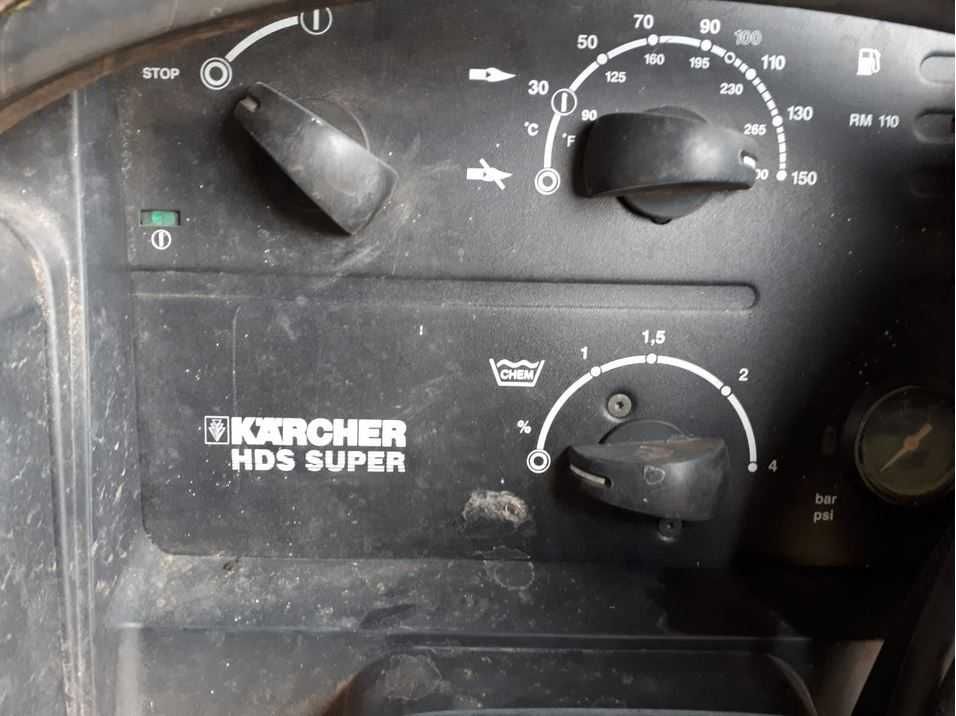 STOP
30
50
70
90
100
110
130
150
°C
°F
90
125
160
195
230
265
RM 110
CHEM
%
1
1,5
2
4
KÄRCHER
HDS SUPER
bar
psi